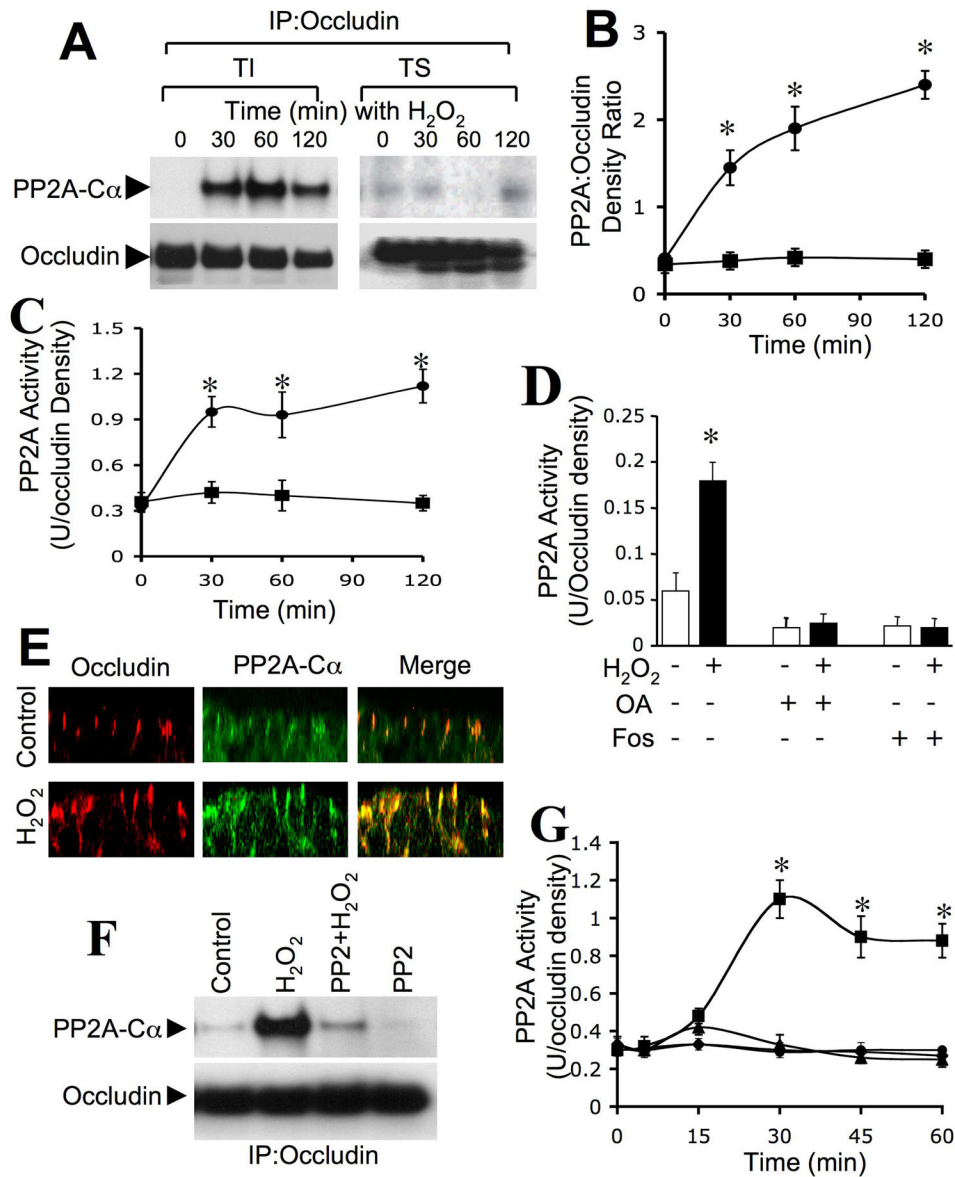 A
IP:Occludin
TI TS
Time (min) with H₂O₂
0 30 60 120 0 30 60 120
PP2A-Cα
Occludin
B
PP2A:Occludin
Density Ratio
3
2
1
0
0 30 60 90 120
Time (min)
C
PP2A Activity
(U/occludin Density)
1.5
1.2
0.9
0.6
0.3
0
* * *
0 30 60 90 120
Time (min)
D
PP2A Activity
(U/Occludin density)
0.25
0.2
0.15
0.1
0.05
0
*
H₂O₂ - + - + - +
OA - - + + - -
Fos - - - - + +
E
Occludin PP2A-Cα Merge
Control
H₂O₂
F
Control H₂O₂ PP2+H₂O₂ PP2
PP2A-Cα
Occludin
IP:Occludin
G
PP2A Activity
(U/occludin density)
1.4
1.2
1
0.8
0.6
0.4
0.2
0
* * *
0 15 30 45 60
Time (min)